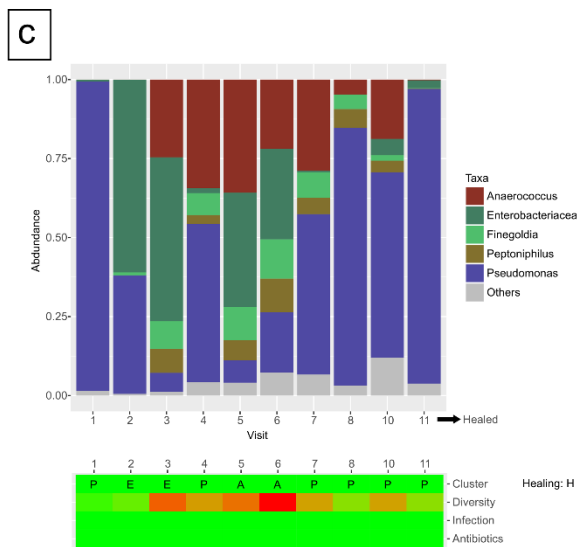 C
1.00
0.75
0.50
0.25
0.00
Abdundance
1 2 3 4 5 6 7 8 10 11
Healed
Visit
Taxa
Anaerococcus
Enterobacteriacea
Finegoldia
Peptoniphilus
Pseudomonas
Others
1 2 3 4 5 6 7 8 10 11
P E E P A A P P P P - Cluster Healing: H
- Diversity
- Infection
- Antibiotics